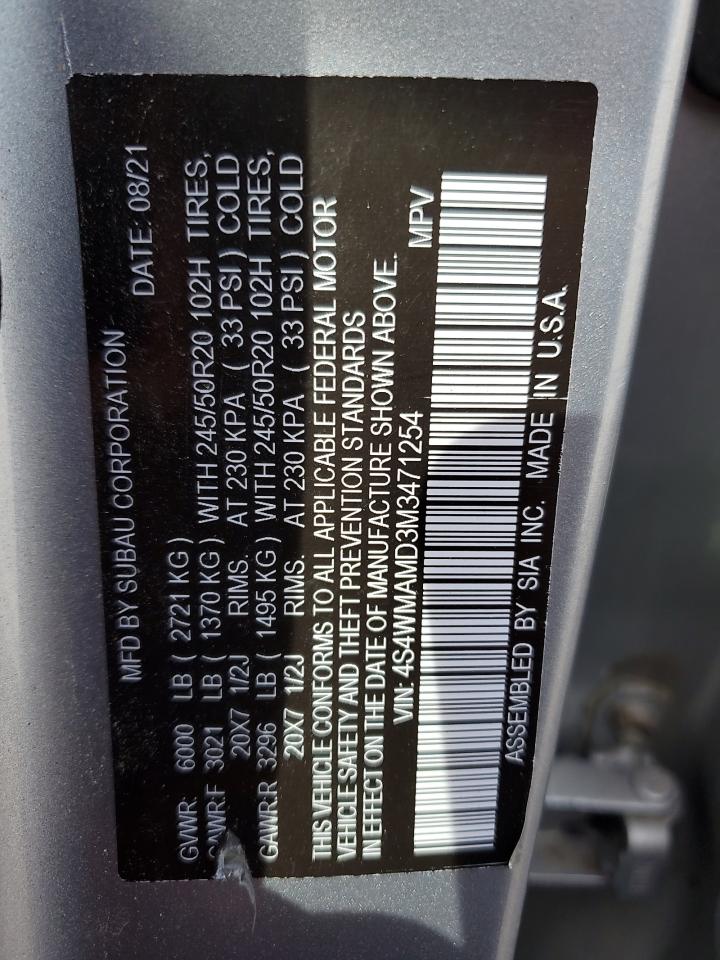 MFD BY SUBAU CORPORATION DATE: 08/21
GVWR: 6000 LB ( 2721 KG )
GAWR:F 3021 LB ( 1370 KG ) WITH 245/50R20 102H TIRES,
20X7 1/2J RIMS. AT 230 KPA ( 33 PSI ) COLD
GAWR:R 3296 LB ( 1495 KG ) WITH 245/50R20 102H TIRES,
20X7 1/2J RIMS. AT 230 KPA ( 33 PSI ) COLD
THIS VEHICLE CONFORMS TO ALL APPLICABLE FEDERAL MOTOR
VEHICLE SAFETY AND THEFT PREVENTION STANDARDS
IN EFFECT ON THE DATE OF MANUFACTURE SHOWN ABOVE.
VIN: 4S4WMAMD3M3471254 MPV
ASSEMBLED BY SIA INC. MADE IN U.S.A.